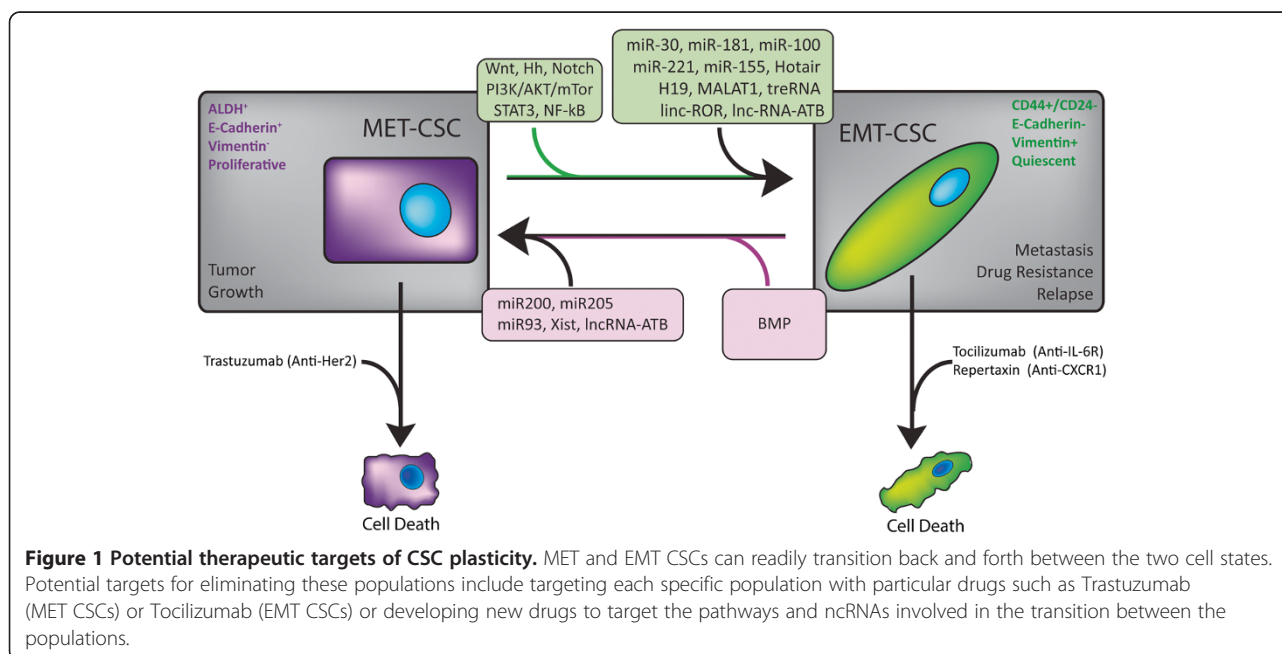 ALDH⁺
E-Cadherin⁺
Vimentin⁻
Proliferative
MET-CSC
Tumor
Growth
Wnt, Hh, Notch
PI3K/AKT/mTor
STAT3, NF-kB
miR-30, miR-181, miR-100
miR-221, miR-155, Hotair
H19, MALAT1, treRNA
linc-ROR, lnc-RNA-ATB
EMT-CSC
CD44+/CD24-
E-Cadherin-
Vimentin+
Quiescent
Metastasis
Drug Resistance
Relapse
miR200, miR205
miR93, Xist, lncRNA-ATB
BMP
Trastuzumab (Anti-Her2)
Tocilizumab (Anti-IL-6R)
Repertaxin (Anti-CXCR1)
Cell Death
Cell Death
Figure 1 Potential therapeutic targets of CSC plasticity. MET and EMT CSCs can readily transition back and forth between the two cell states.
Potential targets for eliminating these populations include targeting each specific population with particular drugs such as Trastuzumab
(MET CSCs) or Tocilizumab (EMT CSCs) or developing new drugs to target the pathways and ncRNAs involved in the transition between the
populations.